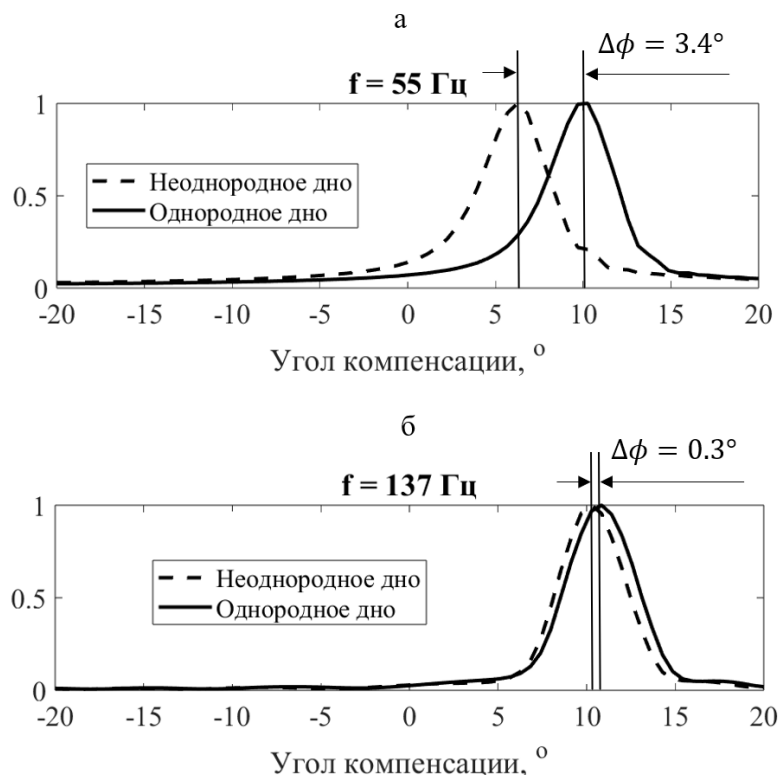 а
Δϕ = 3.4°
f = 55 Гц
1
0.5
0
Неоднородное дно
Однородное дно
-20 -15 -10 -5 0 5 10 15 20
Угол компенсации, °
б
Δϕ = 0.3°
f = 137 Гц
1
0.5
0
Неоднородное дно
Однородное дно
-20 -15 -10 -5 0 5 10 15 20
Угол компенсации, °